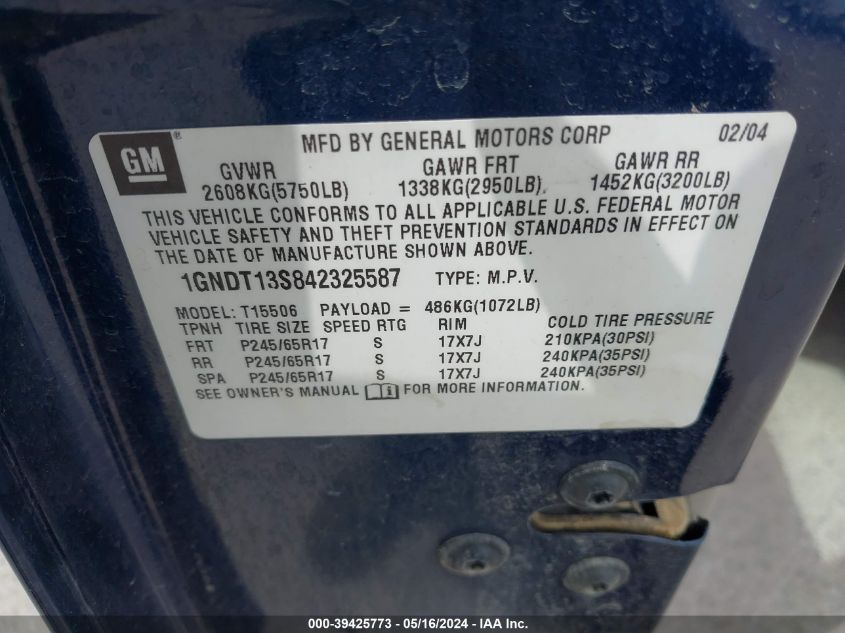 GM ® MFD BY GENERAL MOTORS CORP 02/04
GVWR GAWR FRT GAWR RR
2608KG(5750LB) 1338KG(2950LB) 1452KG(3200LB)
THIS VEHICLE CONFORMS TO ALL APPLICABLE U.S. FEDERAL MOTOR
VEHICLE SAFETY AND THEFT PREVENTION STANDARDS IN EFFECT ON
THE DATE OF MANUFACTURE SHOWN ABOVE.
1GNDT13S842325587 TYPE: M.P.V.
MODEL: T15506 PAYLOAD = 486KG(1072LB)
TPNH TIRE SIZE SPEED RTG RIM COLD TIRE PRESSURE
FRT P245/65R17 S 17X7J 210KPA(30PSI)
RR P245/65R17 S 17X7J 240KPA(35PSI)
SPA P245/65R17 S 17X7J 240KPA(35PSI)
SEE OWNER'S MANUAL FOR MORE INFORMATION.
000-39425773 - 05/16/2024 - IAA Inc.